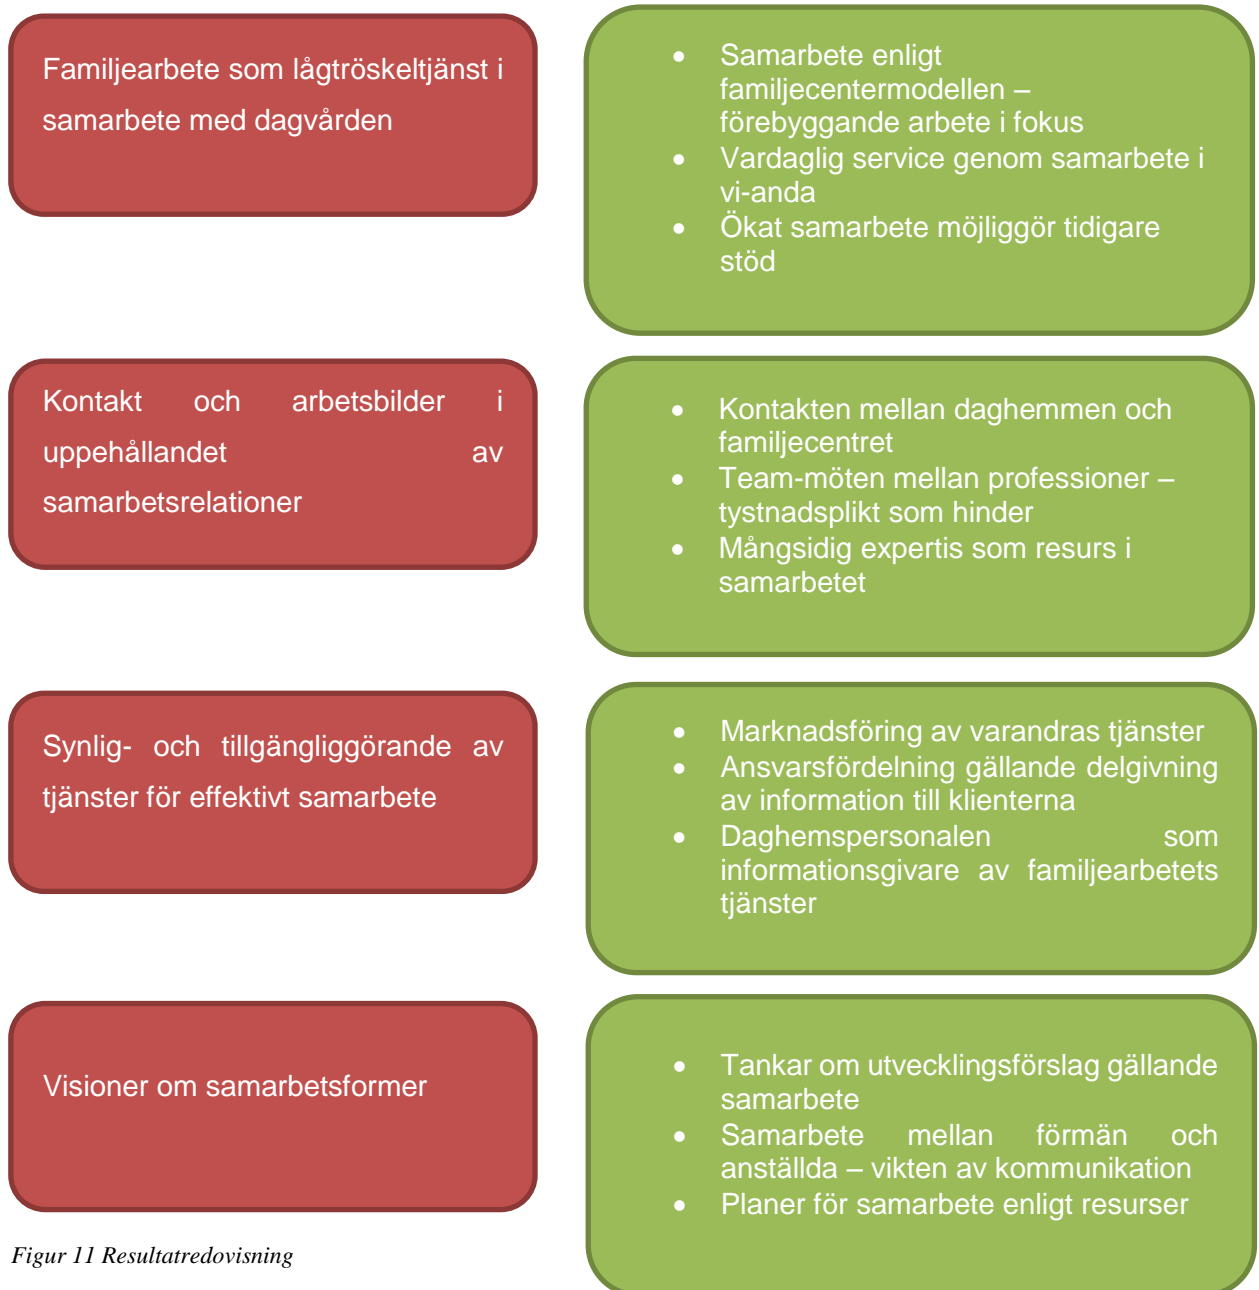 Familjearbete som lågtröskeltjänst i
samarbete med dagvården
• Samarbete enligt
familjecentermodellen –
förebyggande arbete i fokus
• Vardaglig service genom samarbete i
vi-anda
• Ökat samarbete möjliggör tidigare
stöd
Kontakt och arbetsbilder i
uppehållandet av
samarbetsrelationer
• Kontakten mellan daghemmen och
familjecentret
• Team-möten mellan professioner –
tystnadsplikt som hinder
• Mångsidig expertis som resurs i
samarbetet
Synlig- och tillgängliggörande av
tjänster för effektivt samarbete
• Marknadsföring av varandras tjänster
• Ansvarsfördelning gällande delgivning
av information till klienterna
• Daghemspersonalen som
informationsgivare av familjearbetets
tjänster
Visioner om samarbetsformer
• Tankar om utvecklingsförslag gällande
samarbete
• Samarbete mellan förmän och
anställda – vikten av kommunikation
• Planer för samarbete enligt resurser
Figur 11 Resultatredovisning